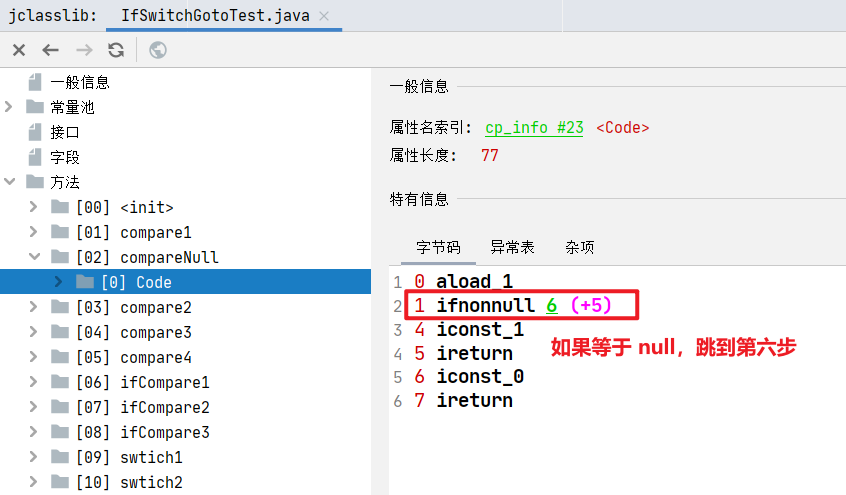 jclasslib: IfSwitchGotoTest.java
一般信息
常量池
接口
字段
方法
[00] <init>
[01] compare1
[02] compareNull
[0] Code
[03] compare2
[04] compare3
[05] compare4
[06] ifCompare1
[07] ifCompare2
[08] ifCompare3
[09] swtich1
[10] swtich2
一般信息
属性名索引: cp_info #23 <Code>
属性长度: 77
特有信息
字节码 异常表 杂项
1 0 aload_1
2 1 ifnonnull 6 (+5)
3 4 iconst_1
4 5 ireturn
5 6 iconst_0
6 7 ireturn
如果等于 null，跳到第六步